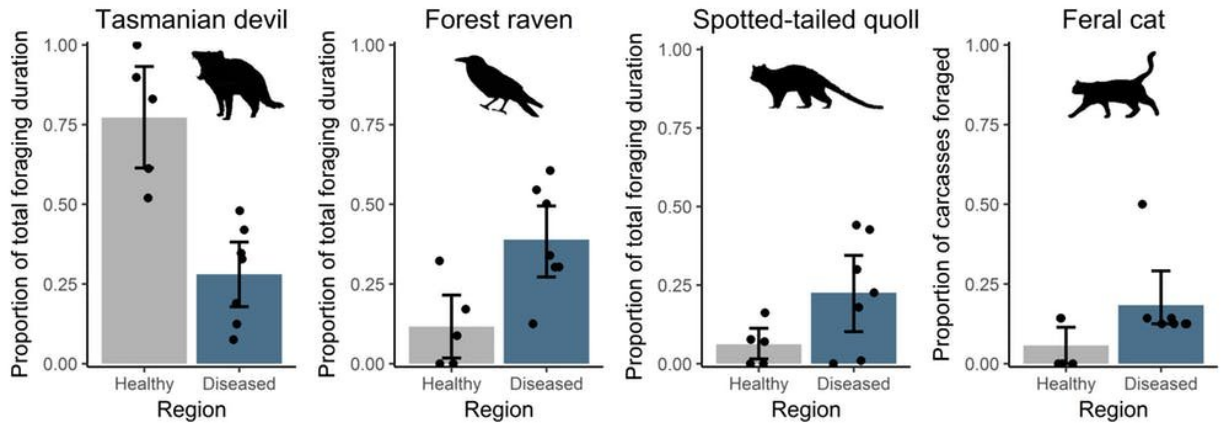 Tasmanian devil
Proportion of total foraging duration
1.00
0.75
0.50
0.25
0.00
Healthy
Diseased
Region
Forest raven
Proportion of total foraging duration
1.00
0.75
0.50
0.25
0.00
Healthy
Diseased
Region
Spotted-tailed quoll
Proportion of total foraging duration
1.00
0.75
0.50
0.25
0.00
Healthy
Diseased
Region
Feral cat
Proportion of carcasses foraged
1.00
0.75
0.50
0.25
0.00
Healthy
Diseased
Region